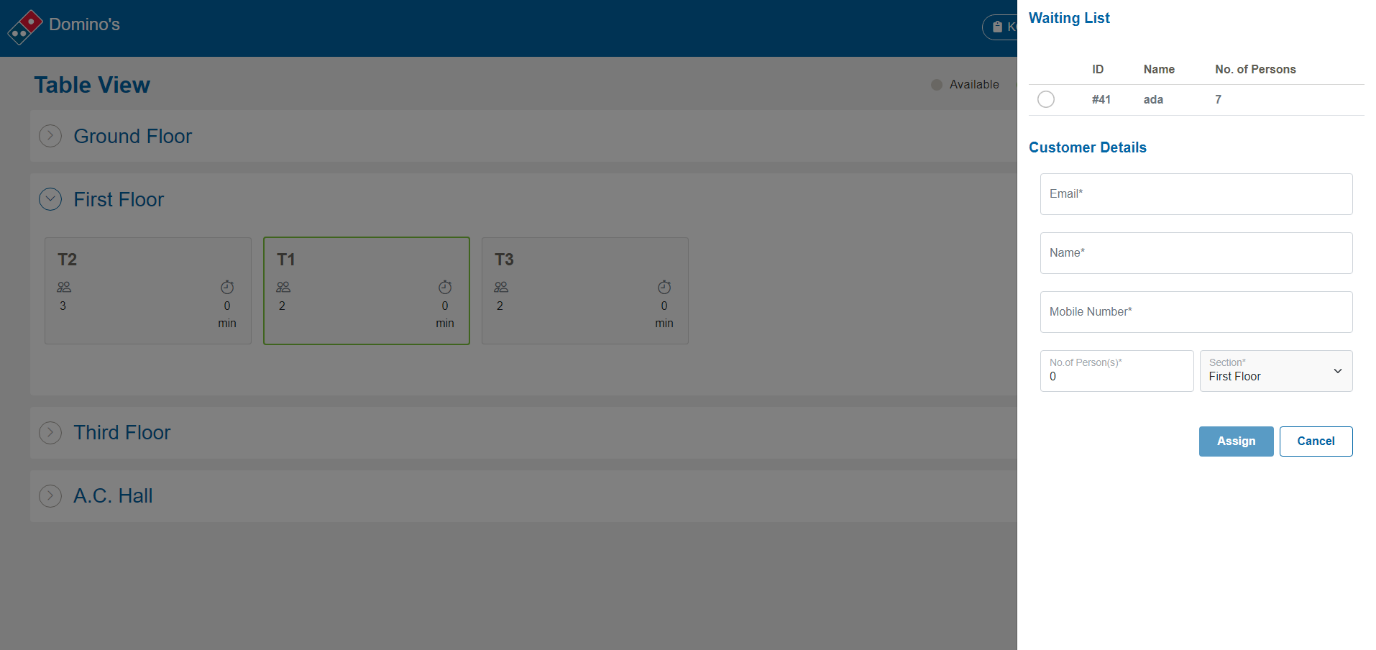 Domino's
Table View
Available
Ground Floor
First Floor
T2
3
0
min
T1
2
0
min
T3
2
0
min
Third Floor
A.C. Hall
Waiting List
ID Name No. of Persons
#41 ada 7
Customer Details
Email*
Name*
Mobile Number*
No.of Person(s)*
0
Section*
First Floor
Assign Cancel